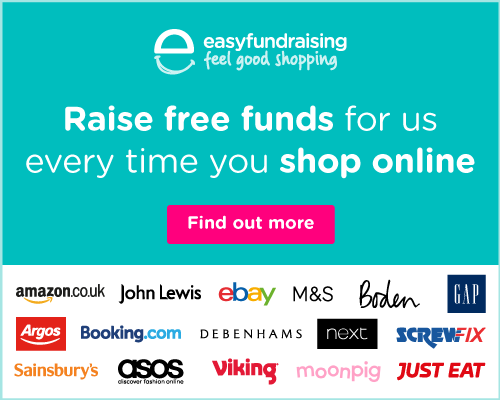 easyfundraising
feel good shopping
Raise free funds for us
every time you shop online
Find out more
amazon.co.uk John Lewis ebay M&S Boden GAP
Argos Booking.com DEBENHAMS next SCREWFIX
Sainsbury's asos discover fashion online Viking moonpig JUST EAT